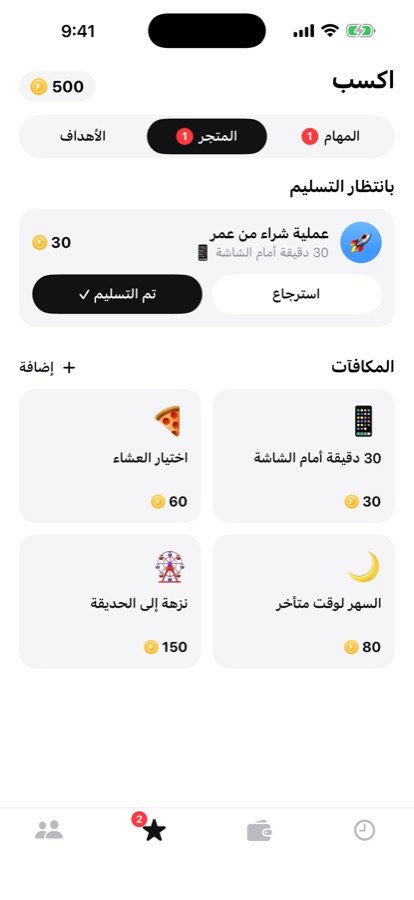 9:41
اكسب
500
المهام 1
المتجر 1
الأهداف
بانتظار التسليم
عملية شراء من عمر
30 دقيقة أمام الشاشة
30
استرجاع
تم التسليم ✓
المكافآت
+ إضافة
30 دقيقة أمام الشاشة
30
اختيار العشاء
60
السهر لوقت متأخر
80
نزهة إلى الحديقة
150
2